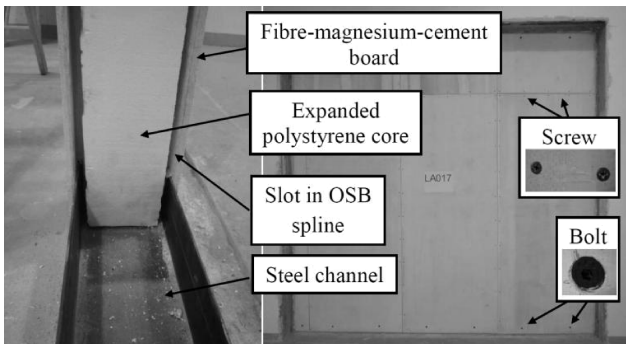 Fibre-magnesium-cement
board
Expanded
polystyrene core
Slot in OSB
spline
Steel channel
LA017
Screw
Bolt